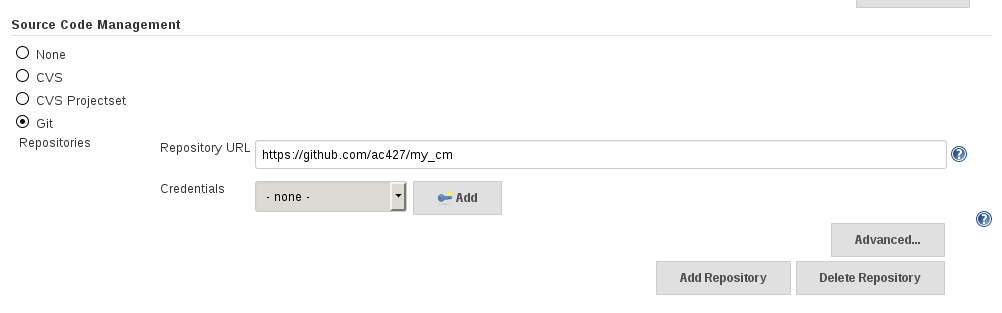 Source Code Management
None
CVS
CVS Projectset
Git
Repositories
Repository URL https://github.com/ac427/my_cm
Credentials - none - Add
Advanced...
Add Repository Delete Repository